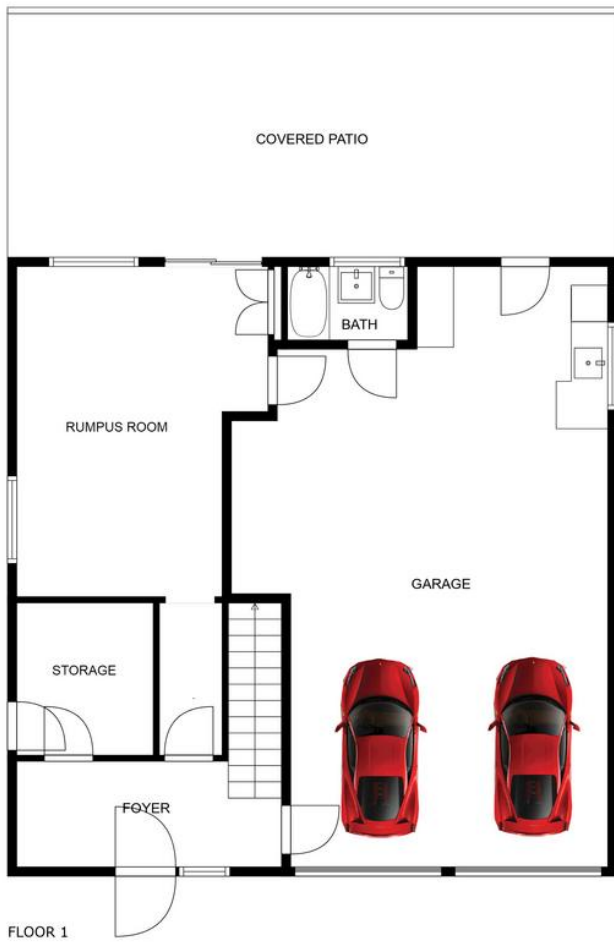 COVERED PATIO
BATH
RUMPUS ROOM
GARAGE
STORAGE
FOYER
FLOOR 1